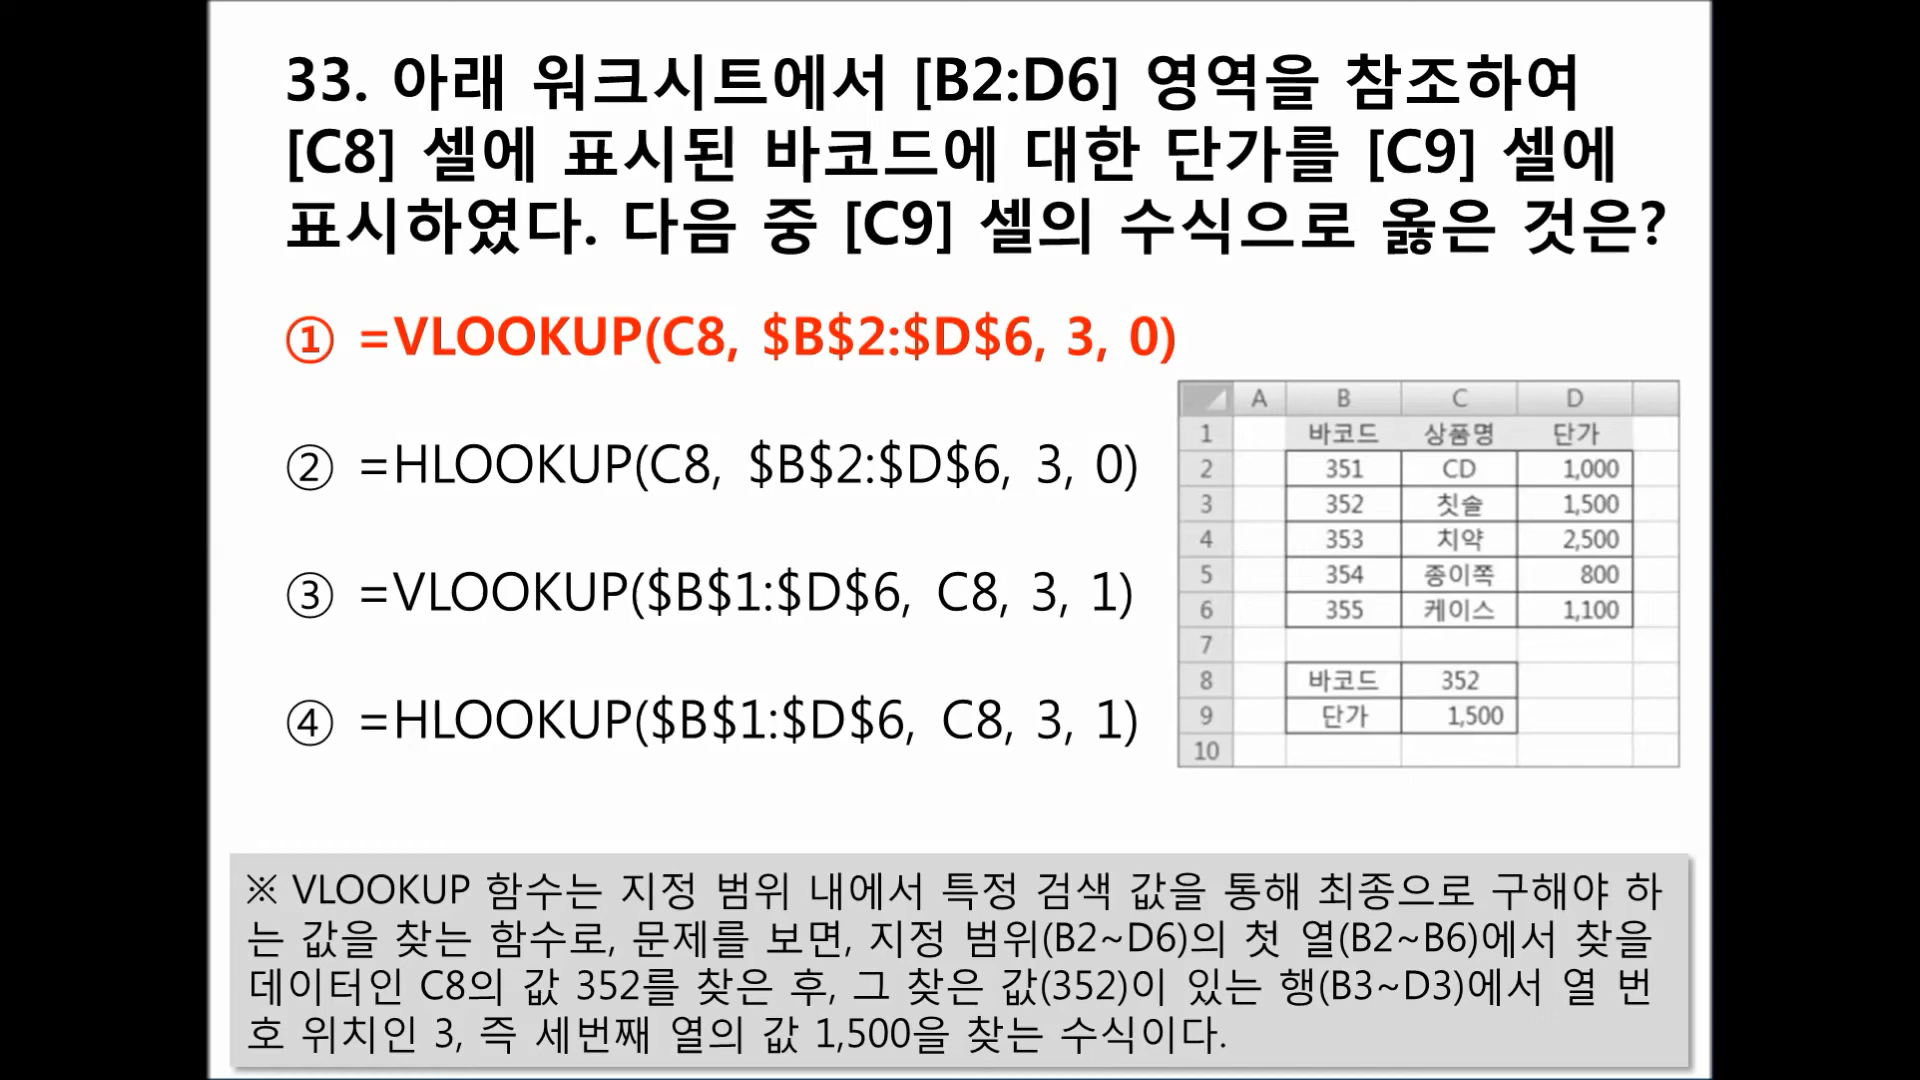 33. 아래 워크시트에서 [B2:D6] 영역을 참조하여
[C8] 셀에 표시된 바코드에 대한 단가를 [C9] 셀에
표시하였다. 다음 중 [C9] 셀의 수식으로 옳은 것은?
① =VLOOKUP(C8, $B$2:$D$6, 3, 0)
② =HLOOKUP(C8, $B$2:$D$6, 3, 0)
③ =VLOOKUP($B$1:$D$6, C8, 3, 1)
④ =HLOOKUP($B$1:$D$6, C8, 3, 1)
A B C D
1 바코드 상품명 단가
2 351 CD 1,000
3 352 칫솔 1,500
4 353 치약 2,500
5 354 종이쪽 800
6 355 케이스 1,100
7
8 바코드 352
9 단가 1,500
10
※ VLOOKUP 함수는 지정 범위 내에서 특정 검색 값을 통해 최종으로 구해야 하
는 값을 찾는 함수로, 문제를 보면, 지정 범위(B2~D6)의 첫 열(B2~B6)에서 찾을
데이터인 C8의 값 352를 찾은 후, 그 찾은 값(352)이 있는 행(B3~D3)에서 열 번
호 위치인 3, 즉 세번째 열의 값 1,500을 찾는 수식이다.